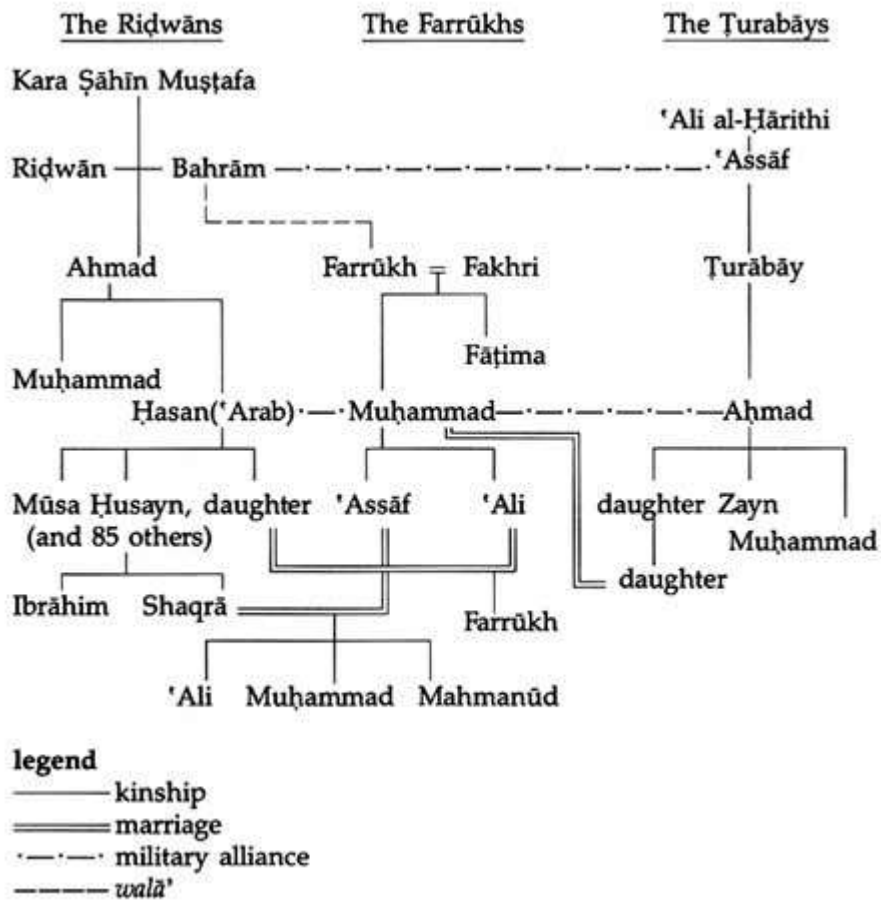 The Riḍwāns The Farrūkhs The Ṭurabāys
Kara Ṣāhīn Muṣṭafa
ʿAli al-Ḥārithi
Riḍwān Bahrām ʿAssāf
Ahmad Farrūkh = Fakhri Ṭurābāy
Fāṭima
Muḥammad
Ḥasan(ʿArab) Muḥammad Aḥmad
Mūsa Ḥusayn, daughter ʿAssāf ʿAli daughter Zayn
(and 85 others) Muḥammad
daughter
Ibrāhim Shaqrā Farrūkh
ʿAli Muḥammad Mahmanūd
legend
kinship
marriage
military alliance
walāʾ